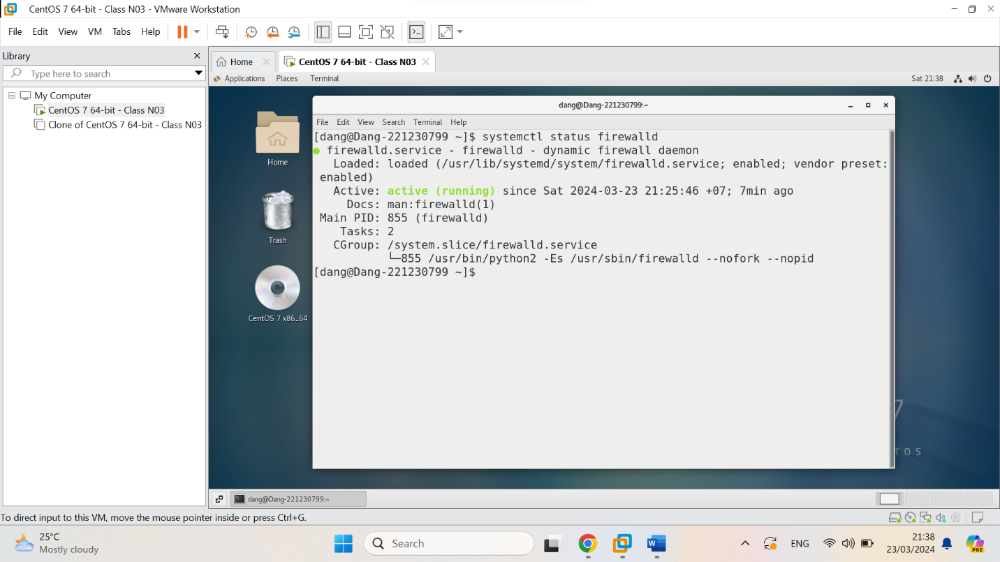 CentOS 7 64-bit - Class N03 - VMware Workstation
File Edit View VM Tabs Help
Library
Type here to search
My Computer
CentOS 7 64-bit - Class N03
Clone of CentOS 7 64-bit - Class N03
Home
CentOS 7 64-bit - Class N03
Applications Places Terminal
Sat 21:38
Home
Trash
CentOS 7 x86_64
dang@Dang-221230799:~
File Edit View Search Terminal Help
[dang@Dang-221230799 ~]$ systemctl status firewalld
● firewalld.service - firewalld - dynamic firewall daemon
Loaded: loaded (/usr/lib/systemd/system/firewalld.service; enabled; vendor preset:
enabled)
Active: active (running) since Sat 2024-03-23 21:25:46 +07; 7min ago
Docs: man:firewalld(1)
Main PID: 855 (firewalld)
Tasks: 2
CGroup: /system.slice/firewalld.service
└─855 /usr/bin/python2 -Es /usr/sbin/firewalld --nofork --nopid
[dang@Dang-221230799 ~]$
7
TOS
dang@Dang-221230799:~
To direct input to this VM, move the mouse pointer inside or press Ctrl+G.
25°C
Mostly cloudy
Search
W
ENG
21:38
23/03/2024
PRE